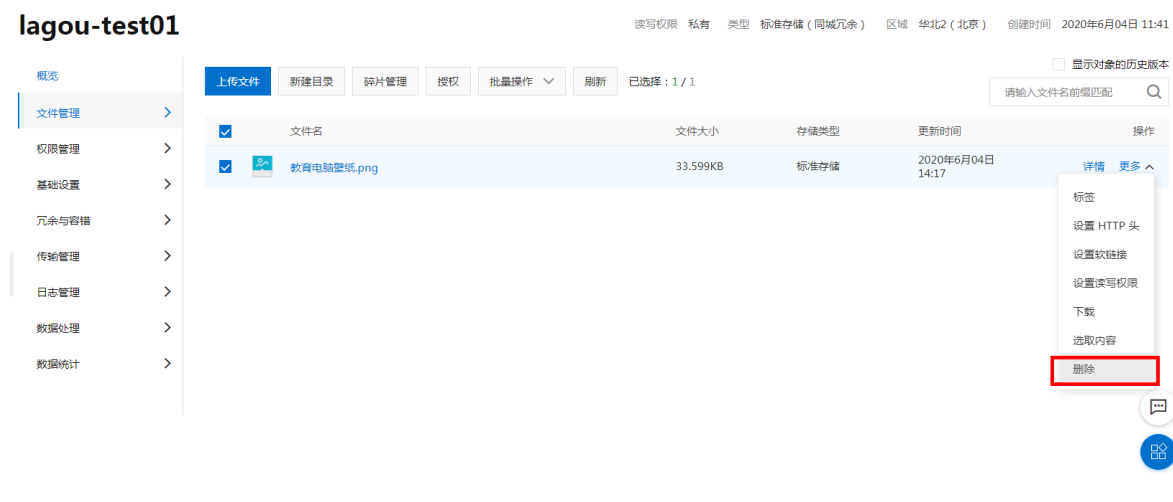 lagou-test01
读写权限 私有 类型 标准存储（同城冗余） 区域 华北2（北京） 创建时间 2020年6月04日 11:41
概览
文件管理
权限管理
基础设置
冗余与容错
传输管理
日志管理
数据处理
数据统计
显示对象的历史版本
上传文件 新建目录 碎片管理 授权 批量操作 刷新 已选择：1 / 1
请输入文件名前缀匹配
文件名 文件大小 存储类型 更新时间 操作
教育电脑壁纸.png 33.599KB 标准存储 2020年6月04日 详情 更多
14:17
标签
设置 HTTP 头
设置软链接
设置读写权限
下载
选取内容
删除